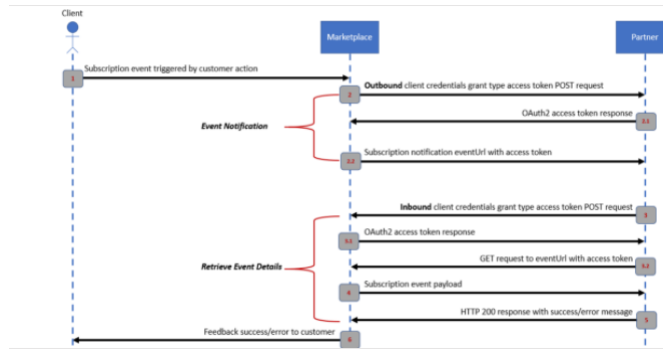 Client
Marketplace
Partner
Subscription event triggered by customer action
1
Outbound client credentials grant type access token POST request
2
OAuth2 access token response
2.1
Event Notification
Subscription notification eventUrl with access token
2.2
Inbound client credentials grant type access token POST request
3
OAuth2 access token response
3.1
GET request to eventUrl with access token
3.2
Retrieve Event Details
Subscription event payload
4
HTTP 200 response with success/error message
5
Feedback success/error to customer
6